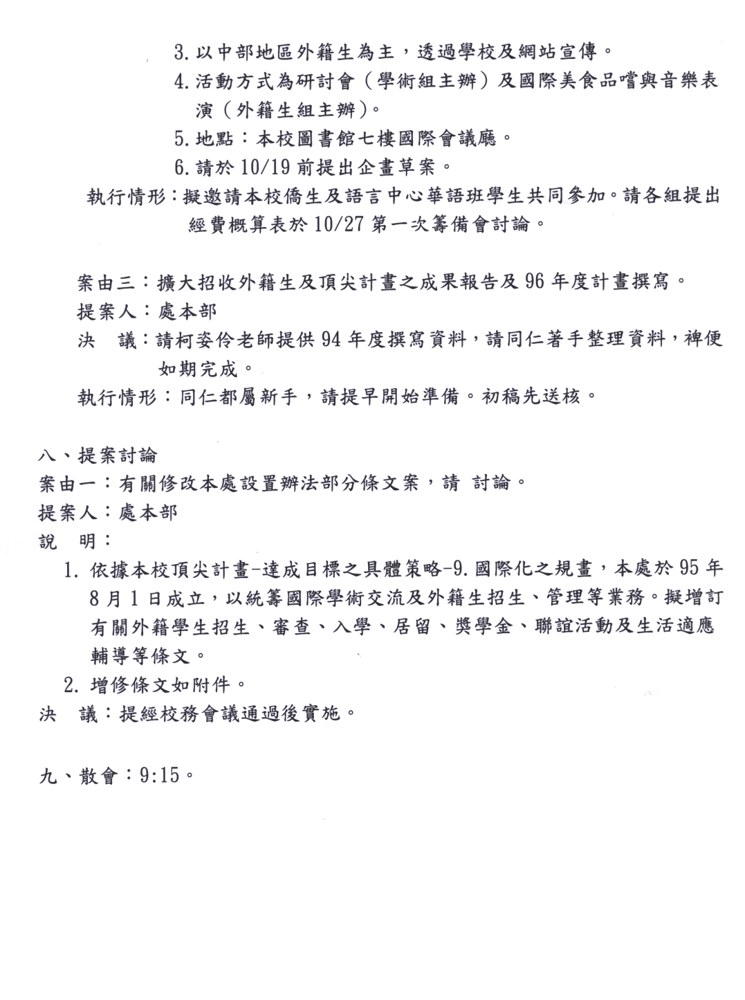 3. 以中部地區外籍生為主，透過學校及網站宣傳。
4. 活動方式為研討會（學術組主辦）及國際美食品嚐與音樂表
演（外籍生組主辦）。
5. 地點：本校圖書館七樓國際會議廳。
6. 請於 10/19 前提出企畫草案。
執行情形：擬邀請本校僑生及語言中心華語班學生共同參加。請各組提出
經費概算表於 10/27 第一次籌備會討論。
案由三：擴大招收外籍生及頂尖計畫之成果報告及 96 年度計畫撰寫。
提案人：處本部
決　議：請柯姿伶老師提供 94 年度撰寫資料，請同仁著手整理資料，裨便
如期完成。
執行情形：同仁都屬新手，請提早開始準備。初稿先送核。
八、提案討論
案由一：有關修改本處設置辦法部分條文案，請 討論。
提案人：處本部
說　明：
1. 依據本校頂尖計畫-達成目標之具體策略-9. 國際化之規畫，本處於 95 年
8 月 1 日成立，以統籌國際學術交流及外籍生招生、管理等業務。擬增訂
有關外籍學生招生、審查、入學、居留、獎學金、聯誼活動及生活適應
輔導等條文。
2. 增修條文如附件。
決　議：提經校務會議通過後實施。
九、散會：9:15。